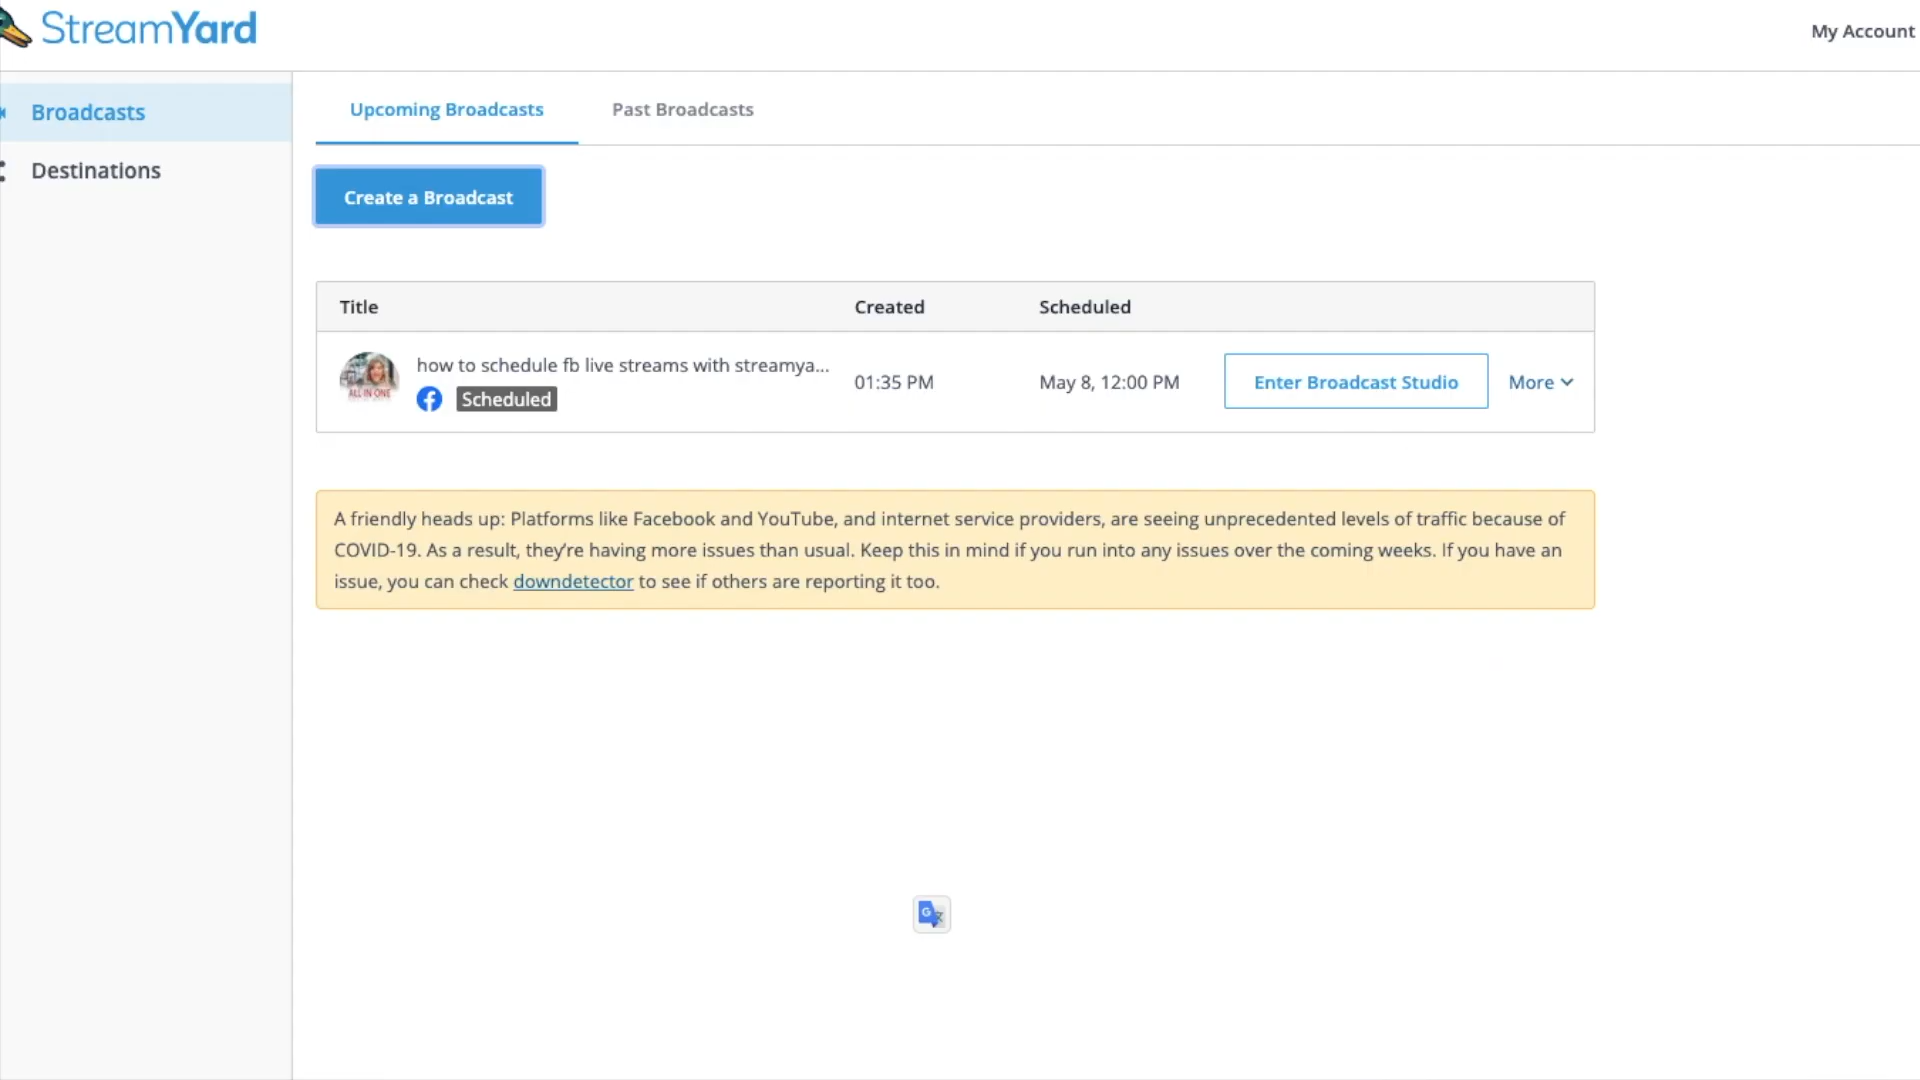 StreamYard
My Account
Broadcasts
Destinations
Upcoming Broadcasts
Past Broadcasts
Create a Broadcast
Title
Created
Scheduled
ALL IN ONE
how to schedule fb live streams with streamya...
Scheduled
01:35 PM
May 8, 12:00 PM
Enter Broadcast Studio
More
A friendly heads up: Platforms like Facebook and YouTube, and internet service providers, are seeing unprecedented levels of traffic because of
COVID-19. As a result, they're having more issues than usual. Keep this in mind if you run into any issues over the coming weeks. If you have an
issue, you can check downdetector to see if others are reporting it too.
G